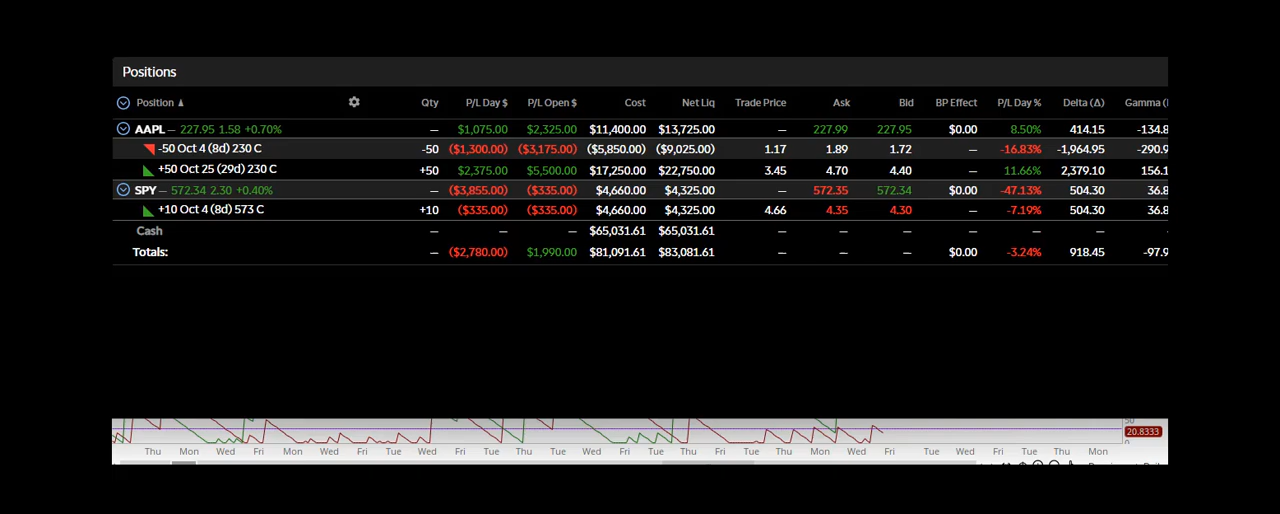 Positions
Position ▲ Qty P/L Day $ P/L Open $ Cost Net Liq Trade Price Ask Bid BP Effect P/L Day % Delta (Δ) Gamma (
AAPL — 227.95 1.58 +0.70% — $1,075.00 $2,325.00 $11,400.00 $13,725.00 — 227.99 227.95 $0.00 8.50% 414.15 -134.8
-50 Oct 4 (8d) 230 C -50 ($1,300.00) ($3,175.00) ($5,850.00) ($9,025.00) 1.17 1.89 1.72 — -16.83% -1,964.95 -290.9
+50 Oct 25 (29d) 230 C +50 $2,375.00 $5,500.00 $17,250.00 $22,750.00 3.45 4.70 4.40 — 11.66% 2,379.10 156.1
SPY — 572.34 2.30 +0.40% — ($3,855.00) ($335.00) $4,660.00 $4,325.00 — 572.35 572.34 $0.00 -47.13% 504.30 36.8
+10 Oct 4 (8d) 573 C +10 ($335.00) ($335.00) $4,660.00 $4,325.00 4.66 4.35 4.30 — -7.19% 504.30 36.8
Cash — — — $65,031.61 $65,031.61 — — — — — — -
Totals: — ($2,780.00) $1,990.00 $81,091.61 $83,081.61 — — — $0.00 -3.24% 918.45 -97.9
50
20.8333
0
Thu Mon Wed Fri Mon Wed Fri Tue Thu Mon Wed Fri Tue Thu Tue Wed Fri Tue Thu Mon Fri Tue Thu Mon Wed Fri Tue Wed Fri Tue Thu Mon